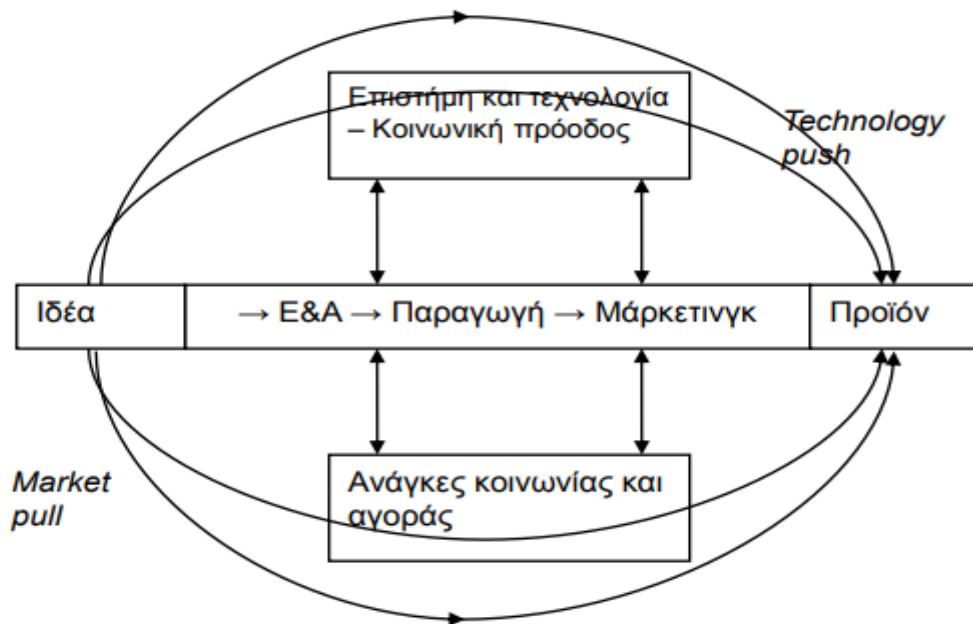 Επιστήμη και τεχνολογία
– Κοινωνική πρόοδος
Technology
push
Ιδέα
→ Ε&Α → Παραγωγή → Μάρκετινγκ
Προϊόν
Market
pull
Ανάγκες κοινωνίας και
αγοράς